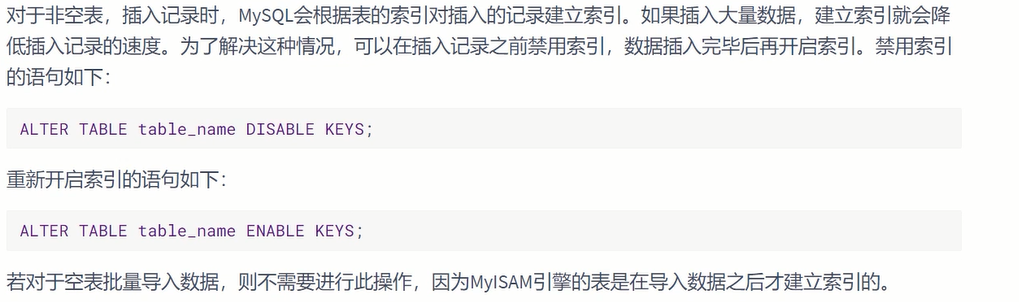 对于非空表，插入记录时，MySQL会根据表的索引对插入的记录建立索引。如果插入大量数据，建立索引就会降
低插入记录的速度。为了解决这种情况，可以在插入记录之前禁用索引，数据插入完毕后再开启索引。禁用索引
的语句如下：
ALTER TABLE table_name DISABLE KEYS;
重新开启索引的语句如下：
ALTER TABLE table_name ENABLE KEYS;
若对于空表批量导入数据，则不需要进行此操作，因为MyISAM引擎的表是在导入数据之后才建立索引的。